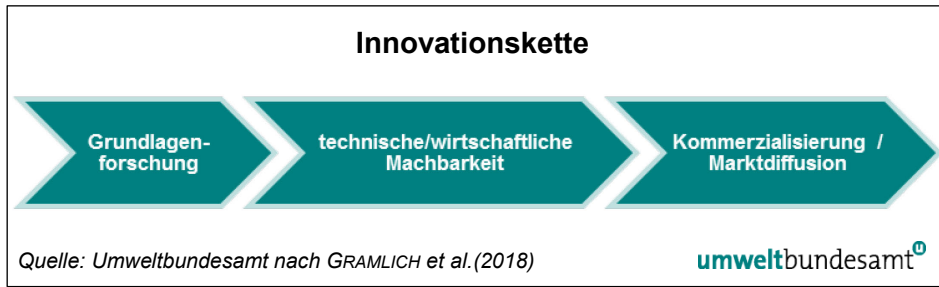 Innovationskette
Grundlagen-
forschung
technische/wirtschaftliche
Machbarkeit
Kommerzialisierung /
Marktdiffusion
Quelle: Umweltbundesamt nach GRAMLICH et al.(2018)
umweltbundesamt
u